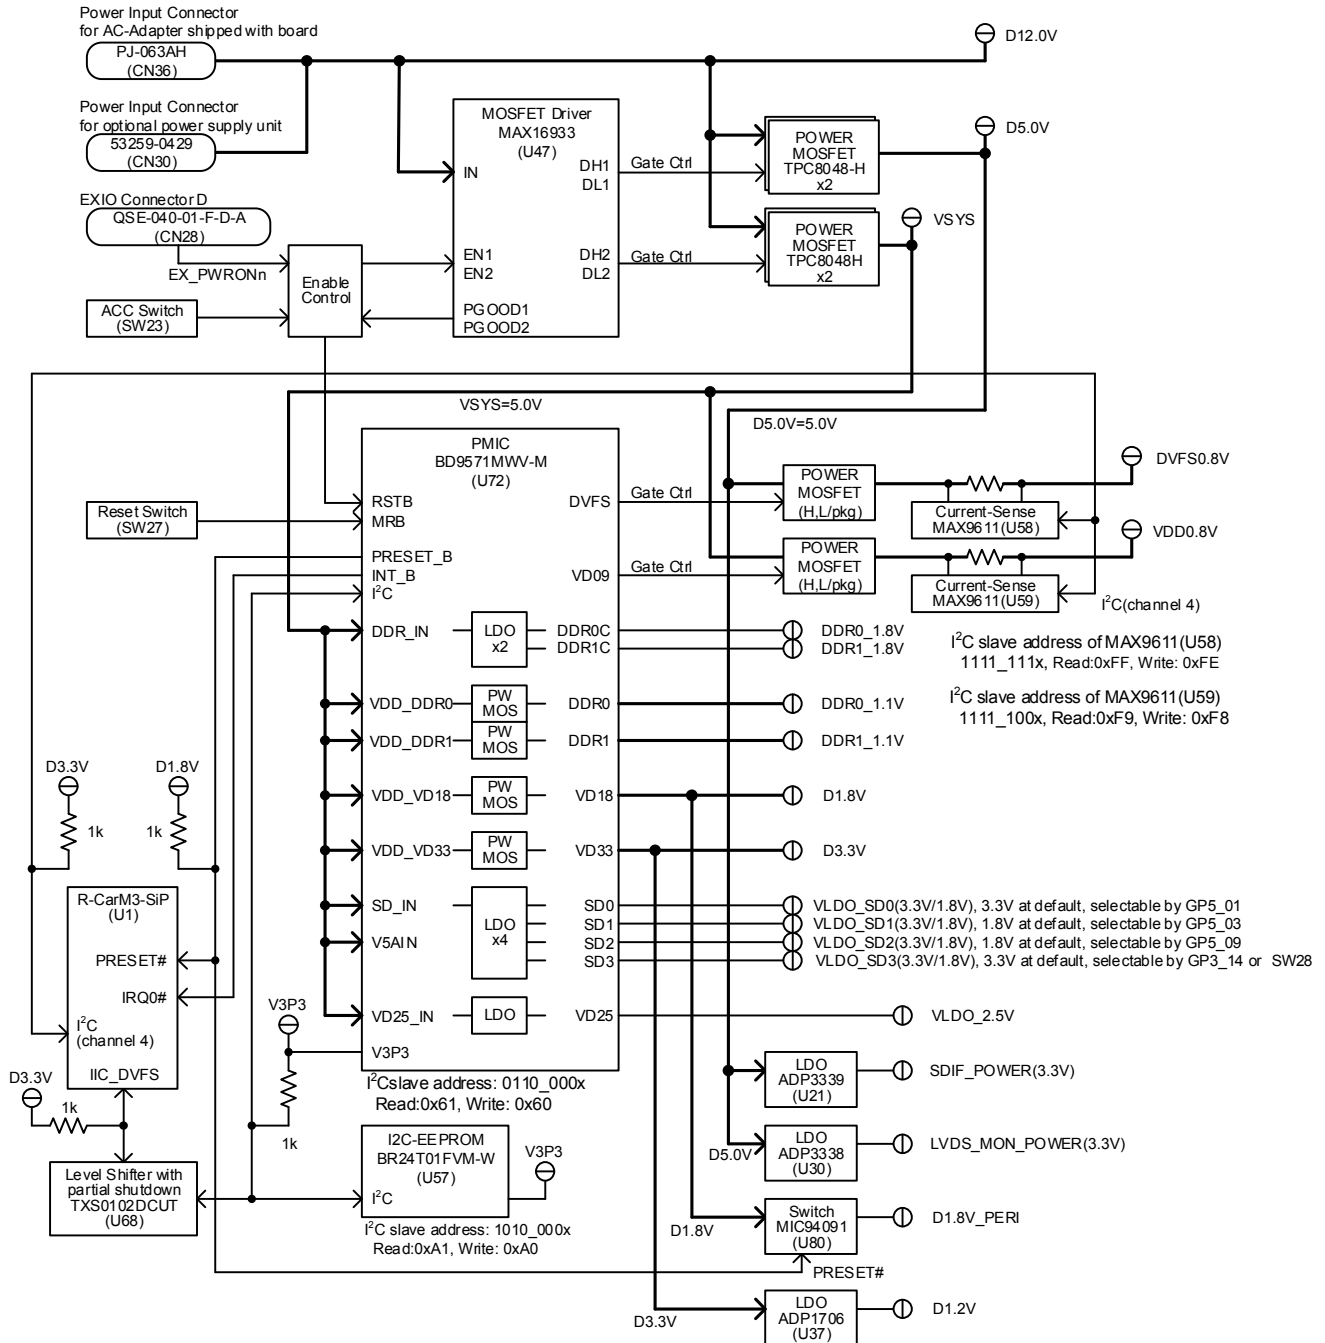 Power Input Connector
for AC-Adapter shipped with board
PJ-063AH
(CN36)
D12.0V
Power Input Connector
for optional power supply unit
53259-0429
(CN30)
MOSFET Driver
MAX16933
(U47)
IN
DH1
DL1
Gate Ctrl
POWER
MOSFET
TPC8048-H
x2
D5.0V
EXIO Connector D
QSE-040-01-F-D-A
(CN28)
EX_PWRONn
Enable
Control
EN1
EN2
DH2
DL2
Gate Ctrl
POWER
MOSFET
TPC8048H
x2
VSYS
ACC Switch
(SW23)
PGOOD1
PGOOD2
VSYS=5.0V
D5.0V=5.0V
PMIC
BD9571MWV-M
(U72)
Reset Switch
(SW27)
RSTB
MRB
PRESET_B
INT_B
I²C
DVFS
Gate Ctrl
POWER
MOSFET
(H,L/pkg)
Current-Sense
MAX9611(U58)
DVFS0.8V
VD09
Gate Ctrl
POWER
MOSFET
(H,L/pkg)
Current-Sense
MAX9611(U59)
VDD0.8V
I²C(channel 4)
DDR_IN
LDO
x2
DDR0C
DDR1C
DDR0_1.8V
DDR1_1.8V
I²C slave address of MAX9611(U58)
1111_111x, Read:0xFF, Write: 0xFE
I²C slave address of MAX9611(U59)
1111_100x, Read:0xF9, Write: 0xF8
VDD_DDR0
PW
MOS
DDR0
DDR0_1.1V
VDD_DDR1
PW
MOS
DDR1
DDR1_1.1V
D3.3V
1k
D1.8V
1k
VDD_VD18
PW
MOS
VD18
D1.8V
VDD_VD33
PW
MOS
VD33
D3.3V
R-CarM3-SiP
(U1)
PRESET#
IRQ0#
I²C
(channel 4)
IIC_DVFS
SD_IN
V5AIN
LDO
x4
SD0
SD1
SD2
SD3
VLDO_SD0(3.3V/1.8V), 3.3V at default, selectable by GP5_01
VLDO_SD1(3.3V/1.8V), 1.8V at default, selectable by GP5_03
VLDO_SD2(3.3V/1.8V), 1.8V at default, selectable by GP5_09
VLDO_SD3(3.3V/1.8V), 3.3V at default, selectable by GP3_14 or SW28
V3P3
VD25_IN
LDO
VD25
VLDO_2.5V
V3P3
I²Cslave address: 0110_000x
Read:0x61, Write: 0x60
1k
D3.3V
1k
LDO
ADP3339
(U21)
SDIF_POWER(3.3V)
D5.0V
LDO
ADP3338
(U30)
LVDS_MON_POWER(3.3V)
Level Shifter with
partial shutdown
TXS0102DCUT
(U68)
I2C-EEPROM
BR24T01FVM-W
(U57)
I²C
V3P3
I²C slave address: 1010_000x
Read:0xA1, Write: 0xA0
D1.8V
Switch
MIC94091
(U80)
D1.8V_PERI
PRESET#
D3.3V
LDO
ADP1706
(U37)
D1.2V